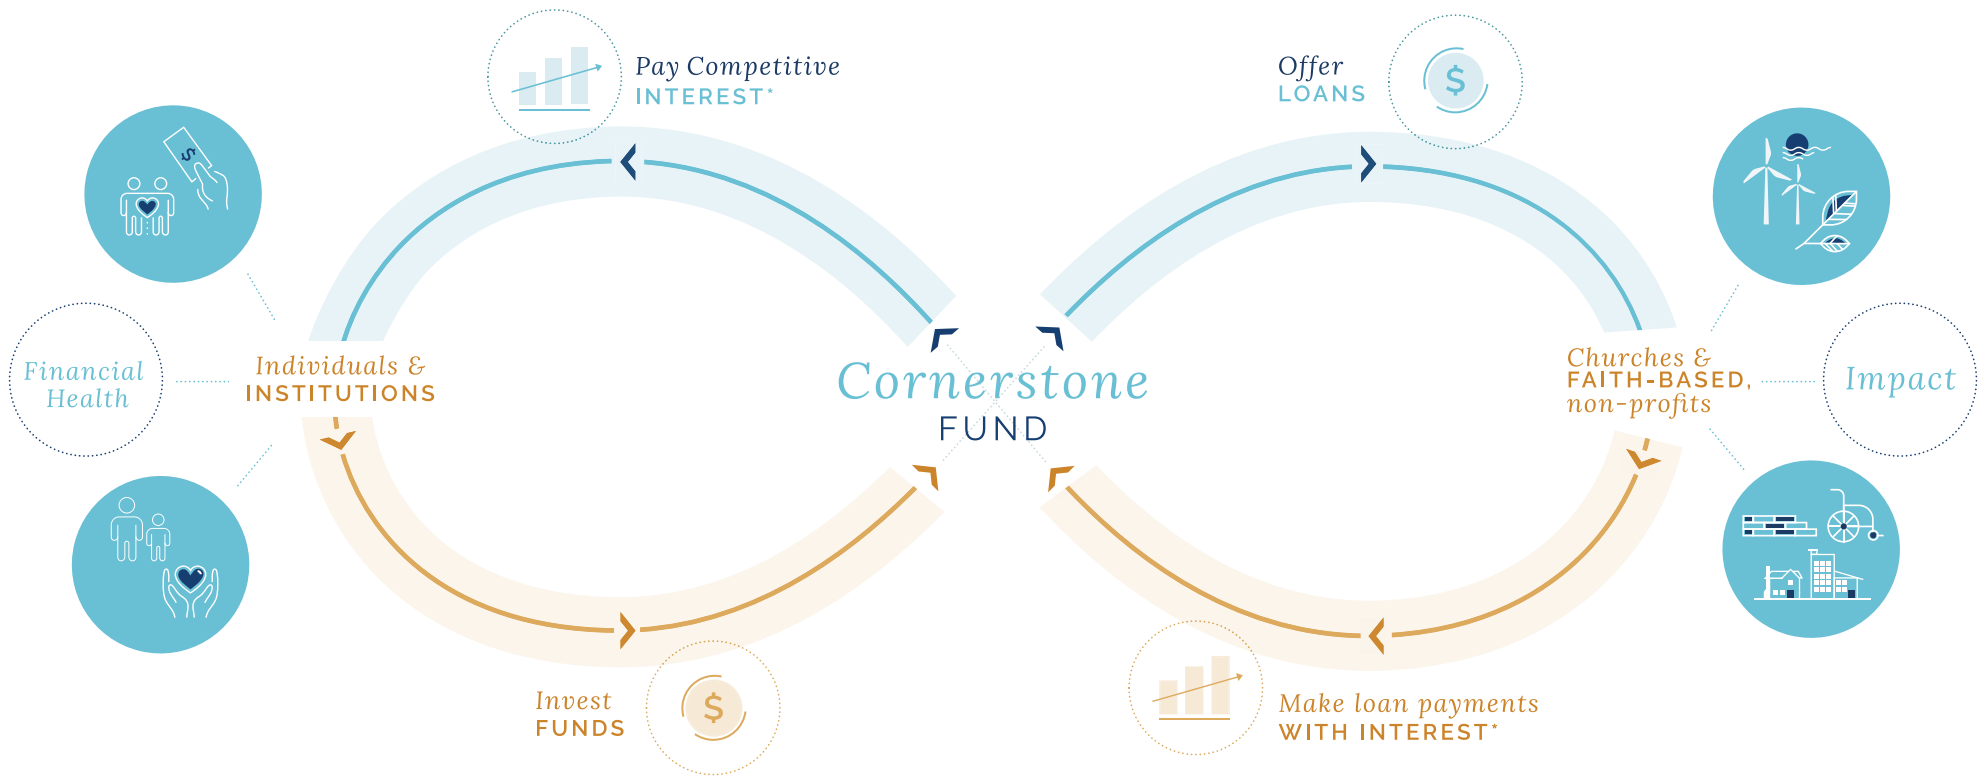 Pay Competitive
INTEREST*
Offer
LOANS
$
$
Financial
Health
Individuals &
INSTITUTIONS
Cornerstone
FUND
Churches &
FAITH-BASED,
non-profits
Impact
Invest
FUNDS
$
Make loan payments
WITH INTEREST*